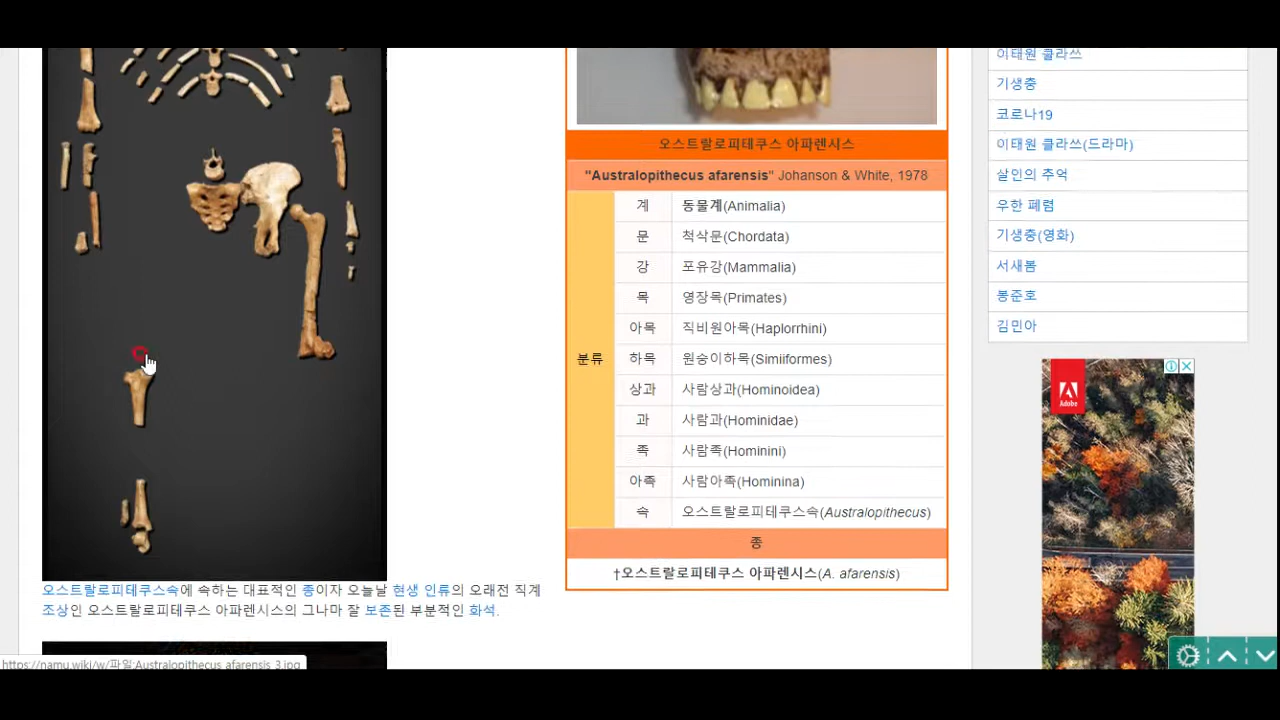 오스트랄로피테쿠스 아파렌시스
"Australopithecus afarensis" Johanson & White, 1978
분류
계 동물계(Animalia)
문 척삭문(Chordata)
강 포유강(Mammalia)
목 영장목(Primates)
아목 직비원아목(Haplorrhini)
하목 원숭이하목(Simiiformes)
상과 사람상과(Hominoidea)
과 사람과(Hominidae)
족 사람족(Hominini)
아족 사람아족(Hominina)
속 오스트랄로피테쿠스속(Australopithecus)
종
†오스트랄로피테쿠스 아파렌시스(A. afarensis)
오스트랄로피테쿠스속에 속하는 대표적인 종이자 오늘날 현생 인류의 오래전 직계
조상인 오스트랄로피테쿠스 아파렌시스의 그나마 잘 보존된 부분적인 화석.
이태원 클라쓰
기생충
코로나19
이태원 클라쓰(드라마)
살인의 추억
우한 폐렴
기생충(영화)
서새봄
봉준호
김민아
Adobe
https://namu.wiki/w/파일:Australopithecus afarensis 3.jpg